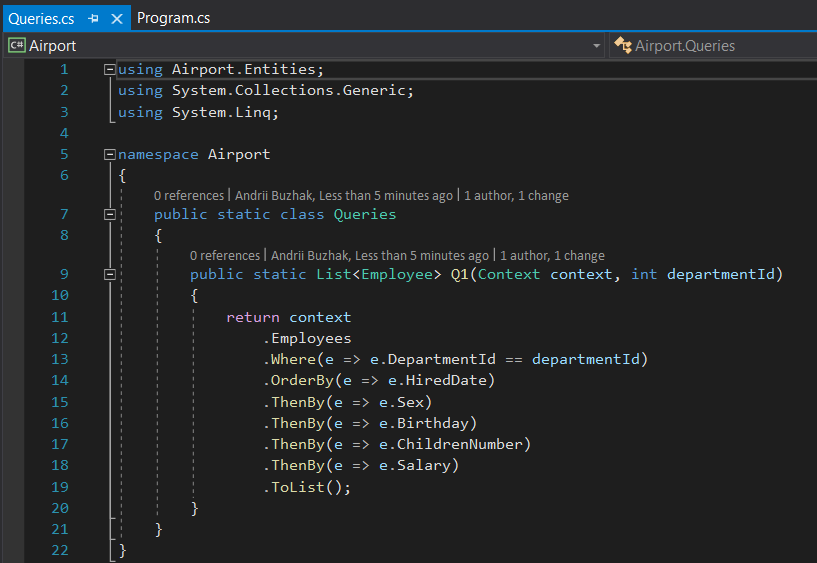 Queries.cs Program.cs
C# Airport Airport.Queries
1 using Airport.Entities;
2 using System.Collections.Generic;
3 using System.Linq;
4
5 namespace Airport
6 {
0 references | Andrii Buzhak, Less than 5 minutes ago | 1 author, 1 change
7 public static class Queries
8 {
0 references | Andrii Buzhak, Less than 5 minutes ago | 1 author, 1 change
9 public static List<Employee> Q1(Context context, int departmentId)
10 {
11 return context
12 .Employees
13 .Where(e => e.DepartmentId == departmentId)
14 .OrderBy(e => e.HiredDate)
15 .ThenBy(e => e.Sex)
16 .ThenBy(e => e.Birthday)
17 .ThenBy(e => e.ChildrenNumber)
18 .ThenBy(e => e.Salary)
19 .ToList();
20 }
21 }
22 }